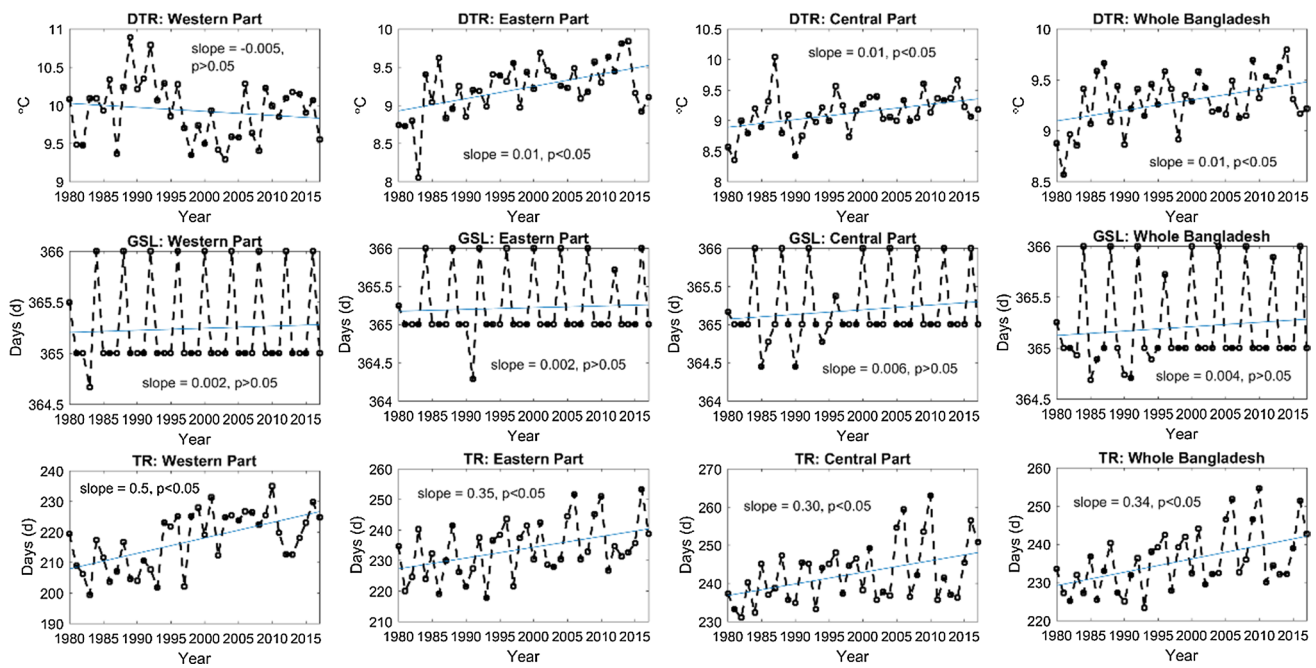 DTR: Western Part
DTR: Eastern Part
DTR: Central Part
DTR: Whole Bangladesh
11
10.5
10
9.5
9
°C
slope = -0.005,
p>0.05
1980 1985 1990 1995 2000 2005 2010 2015
Year
10
9.5
9
8.5
8
°C
slope = 0.01, p<0.05
1980 1985 1990 1995 2000 2005 2010 2015
Year
10.5
10
9.5
9
8.5
8
°C
slope = 0.01, p<0.05
1980 1985 1990 1995 2000 2005 2010 2015
Year
10
9.5
9
8.5
°C
slope = 0.01, p<0.05
1980 1985 1990 1995 2000 2005 2010 2015
Year
GSL: Western Part
GSL: Eastern Part
GSL: Central Part
GSL: Whole Bangladesh
366
365.5
365
364.5
Days (d)
slope = 0.002, p>0.05
1980 1985 1990 1995 2000 2005 2010 2015
Year
366
365.5
365
364.5
364
Days (d)
slope = 0.002, p>0.05
1980 1985 1990 1995 2000 2005 2010 2015
Year
366
365.5
365
364.5
364
Days (d)
slope = 0.006, p>0.05
1980 1985 1990 1995 2000 2005 2010 2015
Year
366
365.5
365
364.5
Days (d)
slope = 0.004, p>0.05
1980 1985 1990 1995 2000 2005 2010 2015
Year
TR: Western Part
TR: Eastern Part
TR: Central Part
TR: Whole Bangladesh
240
230
220
210
200
190
Days (d)
slope = 0.5, p<0.05
1980 1985 1990 1995 2000 2005 2010 2015
Year
260
250
240
230
220
210
Days (d)
slope = 0.35, p<0.05
1980 1985 1990 1995 2000 2005 2010 2015
Year
270
260
250
240
230
Days (d)
slope = 0.30, p<0.05
1980 1985 1990 1995 2000 2005 2010 2015
Year
260
250
240
230
220
Days (d)
slope = 0.34, p<0.05
1980 1985 1990 1995 2000 2005 2010 2015
Year